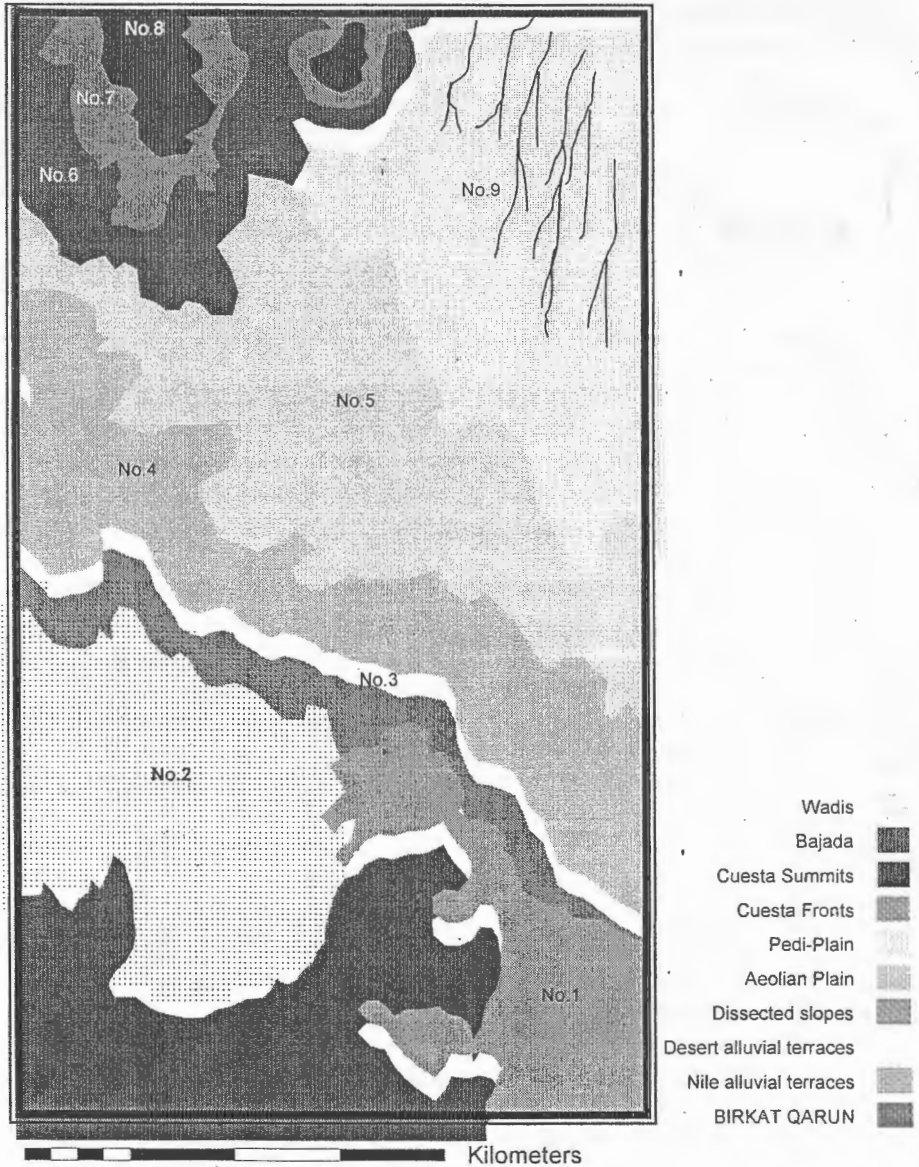 No.8
No.7
No.6
No.9
No.5
No.4
No.3
No.2
No.1
Wadis
Bajada
Cuesta Summits
Cuesta Fronts
Pedi-Plain
Aeolian Plain
Dissected slopes
Desert alluvial terraces
Nile alluvial terraces
BIRKAT QARUN
Kilometers